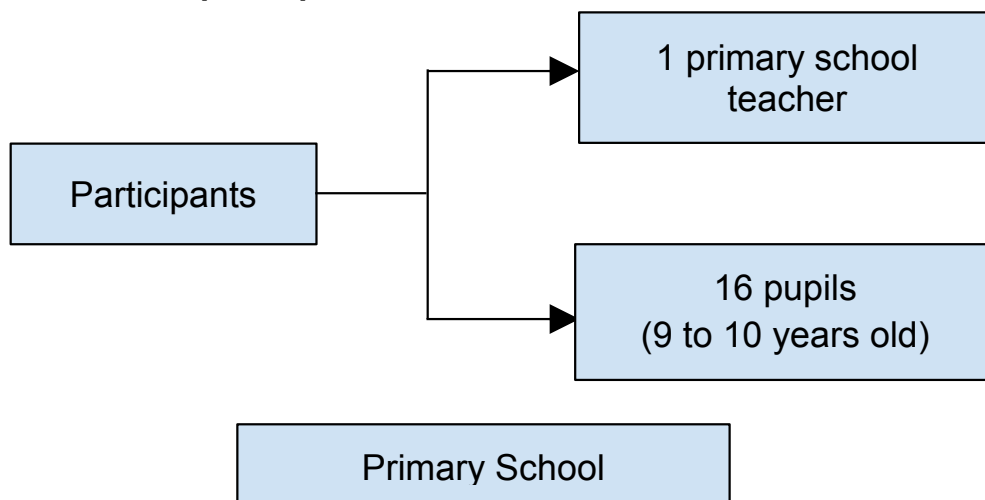 1 primary school
teacher
Participants
16 pupils
(9 to 10 years old)
Primary School